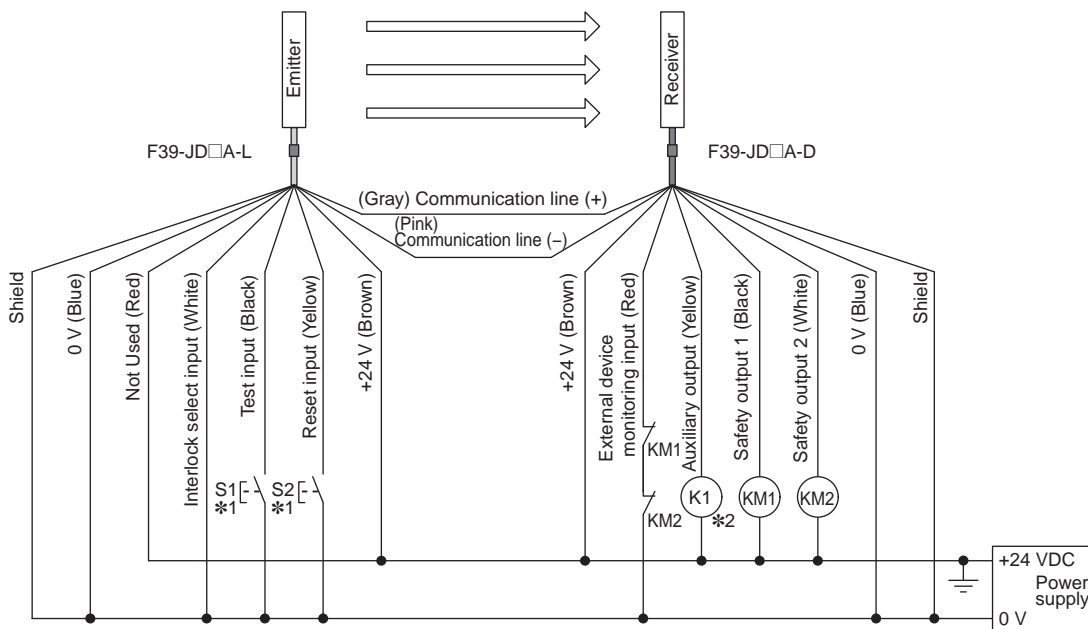 Emitter
Receiver
F39-JD□A-L
F39-JD□A-D
(Gray) Communication line (+)
(Pink)
Communication line (−)
Shield
0 V (Blue)
Not Used (Red)
Interlock select input (White)
Test input (Black)
Reset input (Yellow)
+24 V (Brown)
+24 V (Brown)
External device
monitoring input (Red)
Auxiliary output (Yellow)
Safety output 1 (Black)
Safety output 2 (White)
0 V (Blue)
Shield
S1
✱1
S2
✱1
KM1
KM2
K1
✱2
KM1
KM2
+24 VDC
Power
supply
0 V